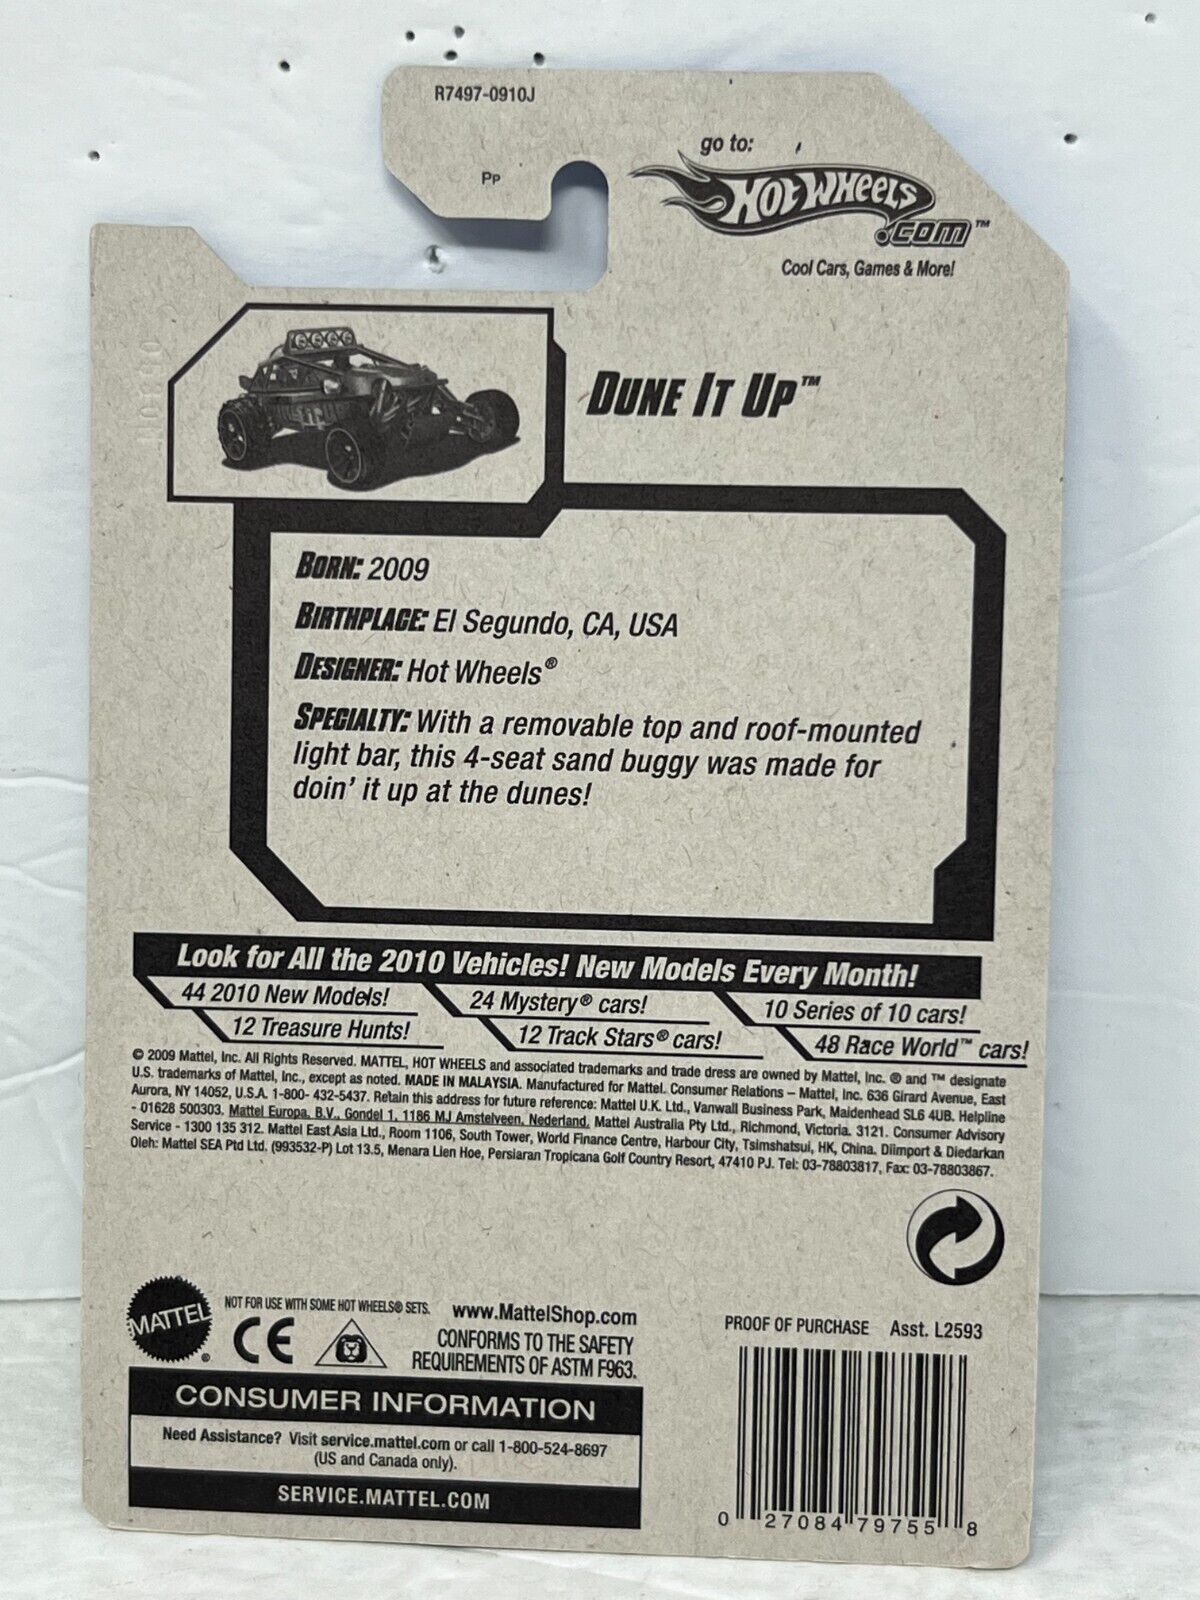 R7497-0910J
Pp
go to:
HOT WHEELS
.COM™
Cool Cars, Games & More!
DUNE IT UP™
BORN: 2009
BIRTHPLACE: El Segundo, CA, USA
DESIGNER: Hot Wheels®
SPECIALTY: With a removable top and roof-mounted
light bar, this 4-seat sand buggy was made for
doin' it up at the dunes!
Look for All the 2010 Vehicles! New Models Every Month!
44 2010 New Models!
24 Mystery® cars!
10 Series of 10 cars!
12 Treasure Hunts!
12 Track Stars® cars!
48 Race World™ cars!
© 2009 Mattel, Inc. All Rights Reserved. MATTEL, HOT WHEELS and associated trademarks and trade dress are owned by Mattel, Inc. ® and ™ designate
U.S. trademarks of Mattel, Inc., except as noted. MADE IN MALAYSIA. Manufactured for Mattel. Consumer Relations – Mattel, Inc. 636 Girard Avenue, East
Aurora, NY 14052, U.S.A. 1-800- 432-5437. Retain this address for future reference: Mattel U.K. Ltd., Vanwall Business Park, Maidenhead SL6 4UB. Helpline
- 01628 500303. Mattel Europa, B.V., Gondel 1, 1186 MJ Amstelveen, Nederland. Mattel Australia Pty Ltd., Richmond, Victoria. 3121. Consumer Advisory
Service - 1300 135 312. Mattel East Asia Ltd., Room 1106, South Tower, World Finance Centre, Harbour City, Tsimshatsui, HK, China. Diimport & Diedarkan
Oleh: Mattel SEA Ptd Ltd. (993532-P) Lot 13.5, Menara Lien Hoe, Persiaran Tropicana Golf Country Resort, 47410 PJ. Tel: 03-78803817, Fax: 03-78803867.
MATTEL®
NOT FOR USE WITH SOME HOT WHEELS® SETS.
CE
www.MattelShop.com
CONFORMS TO THE SAFETY
REQUIREMENTS OF ASTM F963.
PROOF OF PURCHASE Asst. L2593
CONSUMER INFORMATION
Need Assistance? Visit service.mattel.com or call 1-800-524-8697
(US and Canada only).
SERVICE.MATTEL.COM
0 27084 79755 8